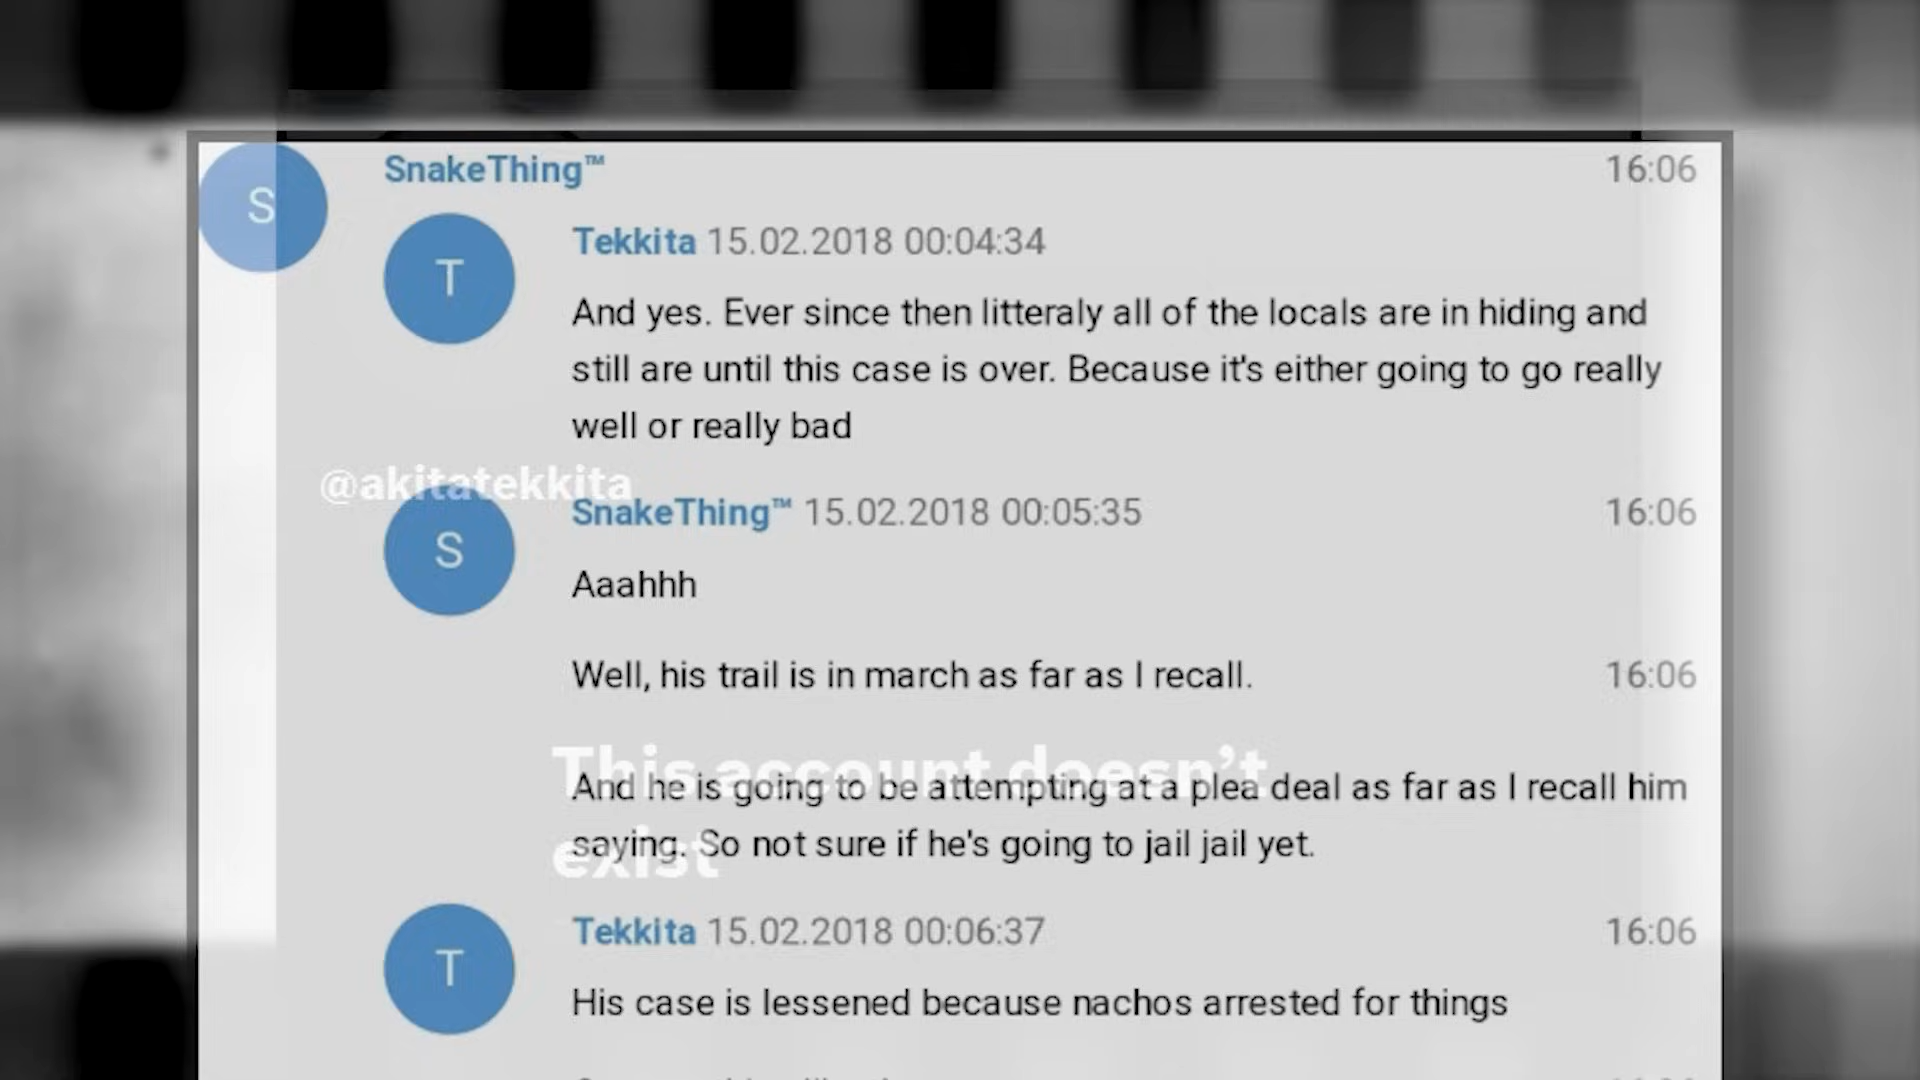 S
SnakeThing™ 16:06
T
Tekkita 15.02.2018 00:04:34
And yes. Ever since then litteraly all of the locals are in hiding and
still are until this case is over. Because it's either going to go really
well or really bad
@akitatekkita
S
SnakeThing™ 15.02.2018 00:05:35 16:06
Aaahhh
Well, his trail is in march as far as I recall. 16:06
This account doesn't
And he is going to be attempting at a plea deal as far as I recall him
exist
saying. So not sure if he's going to jail jail yet.
T
Tekkita 15.02.2018 00:06:37 16:06
His case is lessened because nachos arrested for things